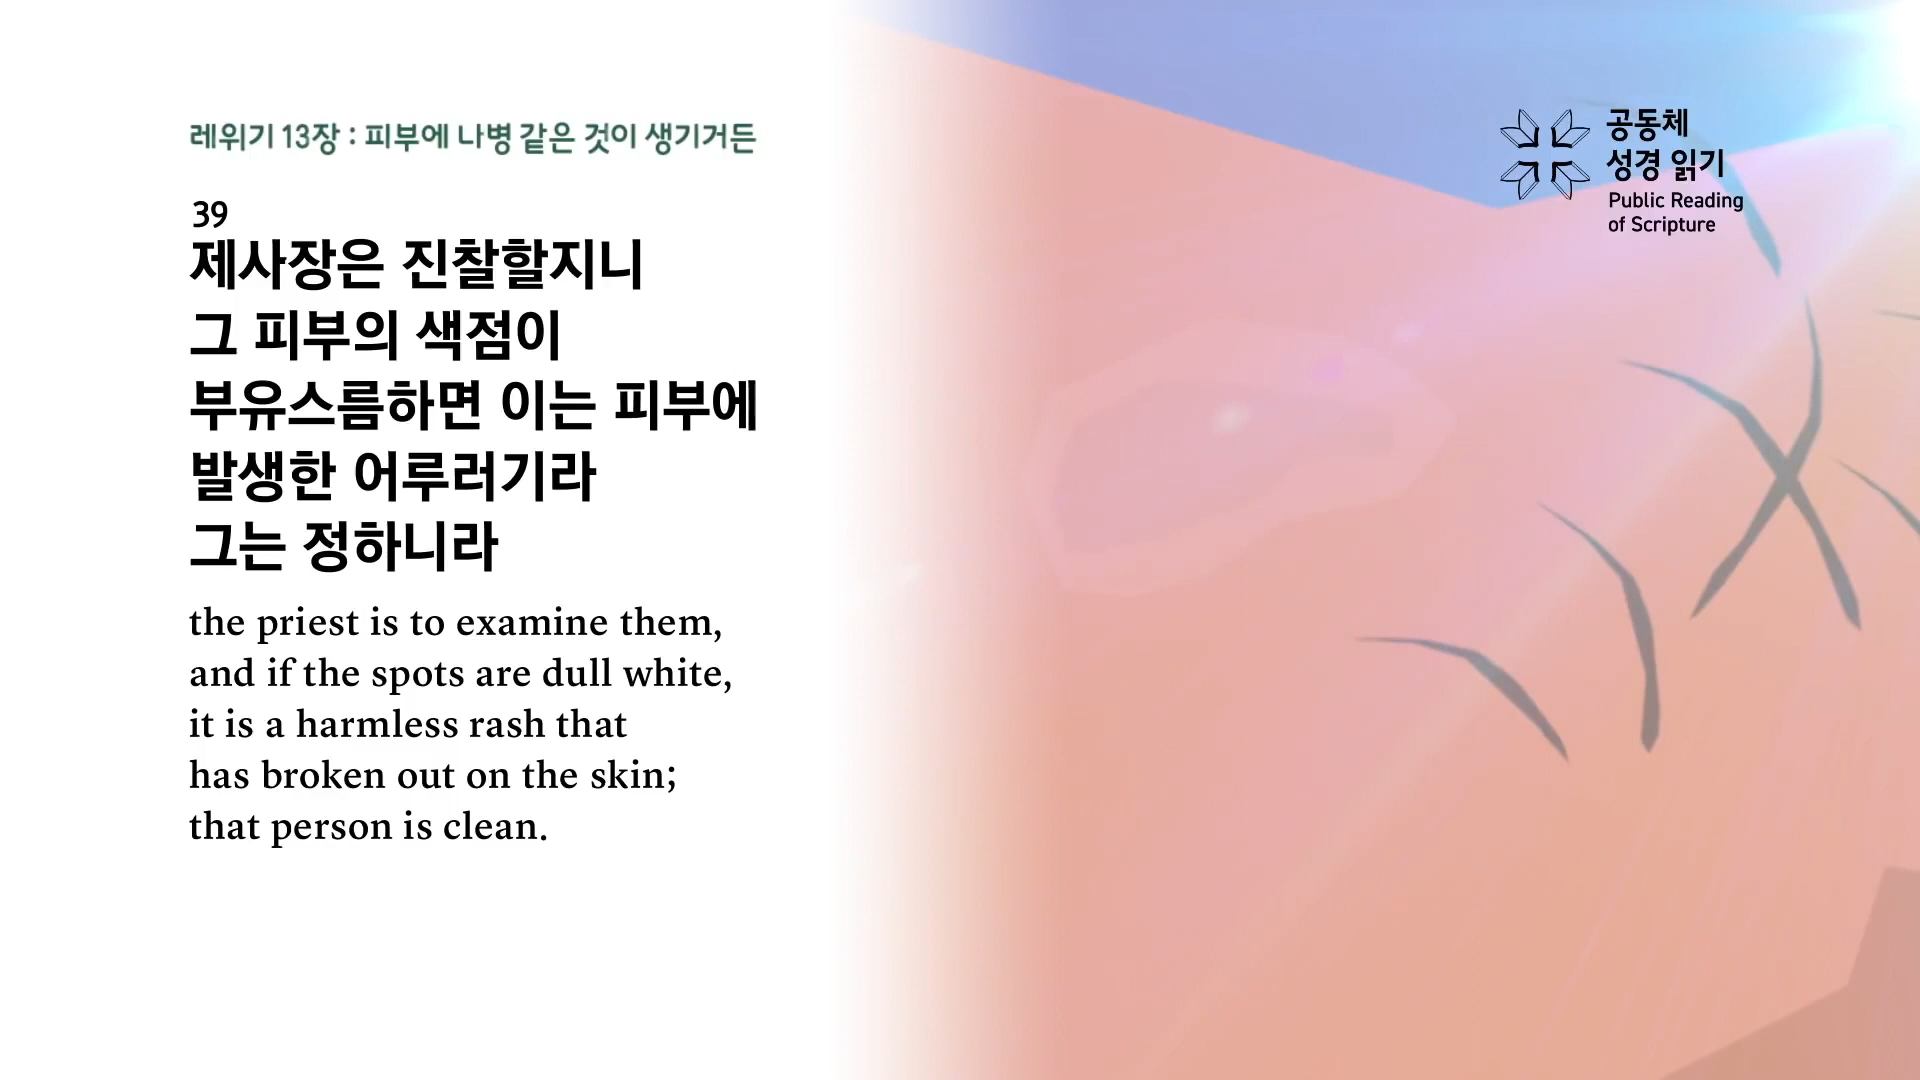 레위기 13장 : 피부에 나병 같은 것이 생기거든
39
제사장은 진찰할지니
그 피부의 색점이
부유스름하면 이는 피부에
발생한 어루러기라
그는 정하니라
the priest is to examine them,
and if the spots are dull white,
it is a harmless rash that
has broken out on the skin;
that person is clean.
공동체
성경 읽기
Public Reading
of Scripture